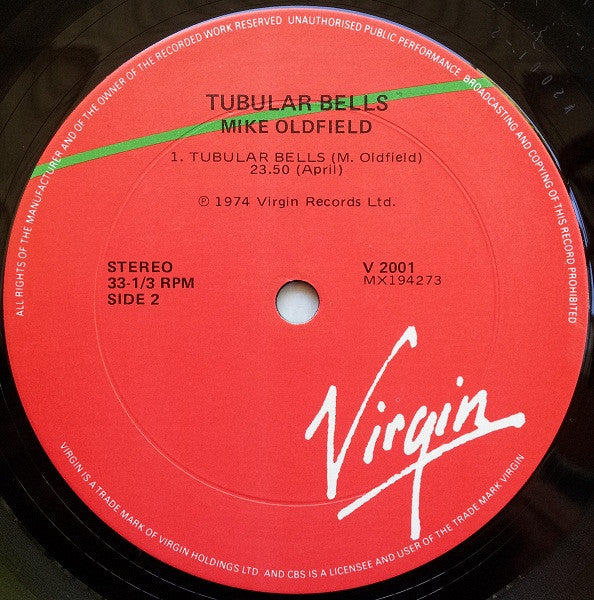 ALL RIGHTS OF THE MANUFACTURER AND OF THE OWNER OF THE RECORDED WORK RESERVED UNAUTHORISED PUBLIC PERFORMANCE BROADCASTING AND COPYING OF THIS RECORD PROHIBITED
TUBULAR BELLS
MIKE OLDFIELD
1. TUBULAR BELLS (M. Oldfield)
23.50 (April)
℗ 1974 Virgin Records Ltd.
STEREO
33-1/3 RPM
SIDE 2
V 2001
MX194273
Virgin
VIRGIN IS A TRADE MARK OF VIRGIN HOLDINGS LTD AND CBS IS A LICENSEE AND USER OF THE TRADE MARK VIRGIN